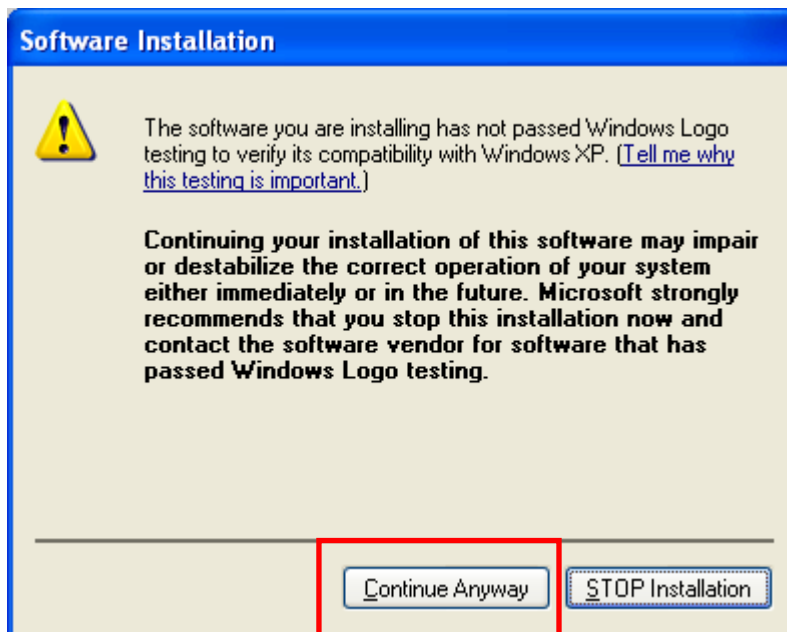 Software Installation
The software you are installing has not passed Windows Logo
testing to verify its compatibility with Windows XP. (Tell me why
this testing is important.)
Continuing your installation of this software may impair
or destabilize the correct operation of your system
either immediately or in the future. Microsoft strongly
recommends that you stop this installation now and
contact the software vendor for software that has
passed Windows Logo testing.
Continue Anyway
STOP Installation